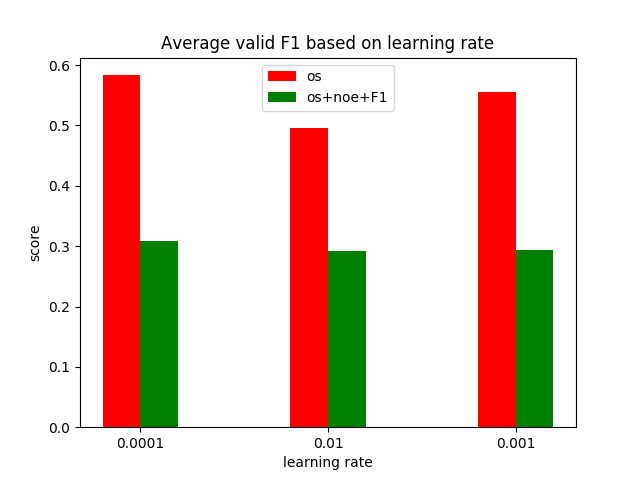 Average valid F1 based on learning rate
os
os+noe+F1
score
0.6
0.5
0.4
0.3
0.2
0.1
0.0
0.0001
0.01
0.001
learning rate